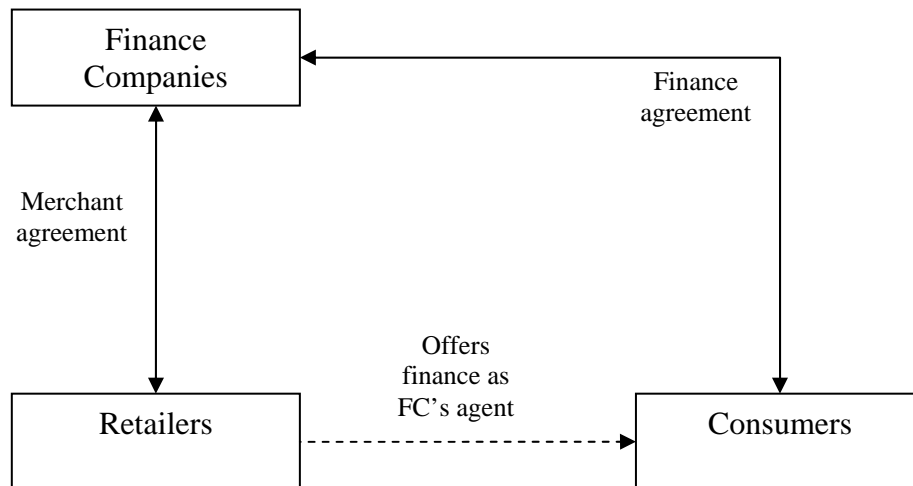 Finance
Companies
Finance
agreement
Merchant
agreement
Offers
finance as
FC’s agent
Retailers
Consumers